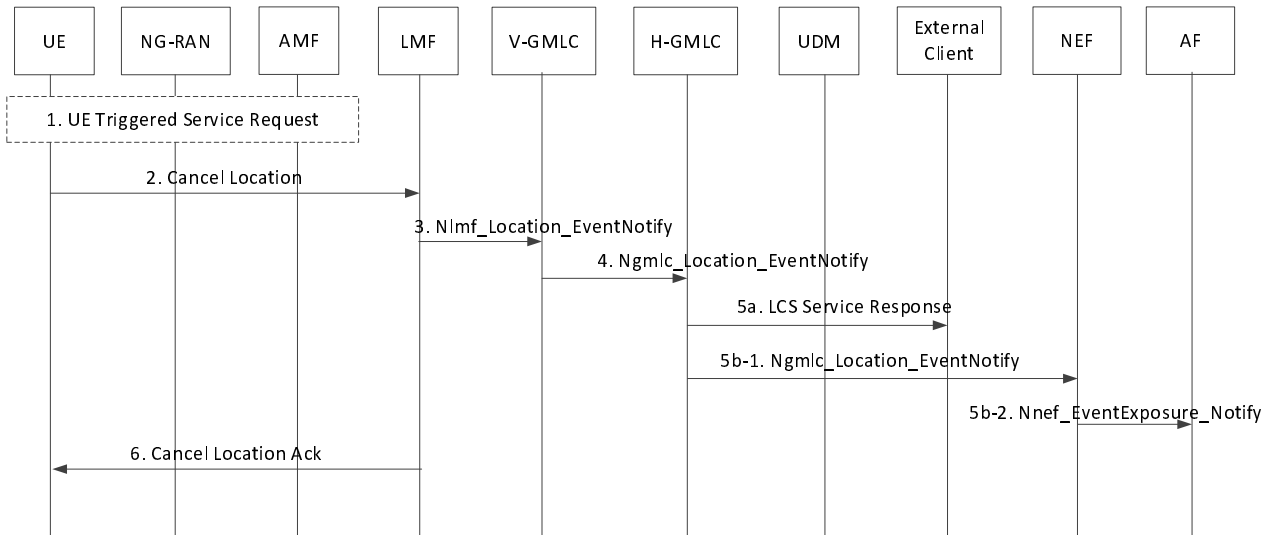 UE
NG-RAN
AMF
LMF
V-GMLC
H-GMLC
UDM
External
Client
NEF
AF
1. UE Triggered Service Request
2. Cancel Location
3. Nlmf_Location_EventNotify
4. Ngmlc_Location_EventNotify
5a. LCS Service Response
5b-1. Ngmlc_Location_EventNotify
5b-2. Nnef_EventExposure_Notify
6. Cancel Location Ack